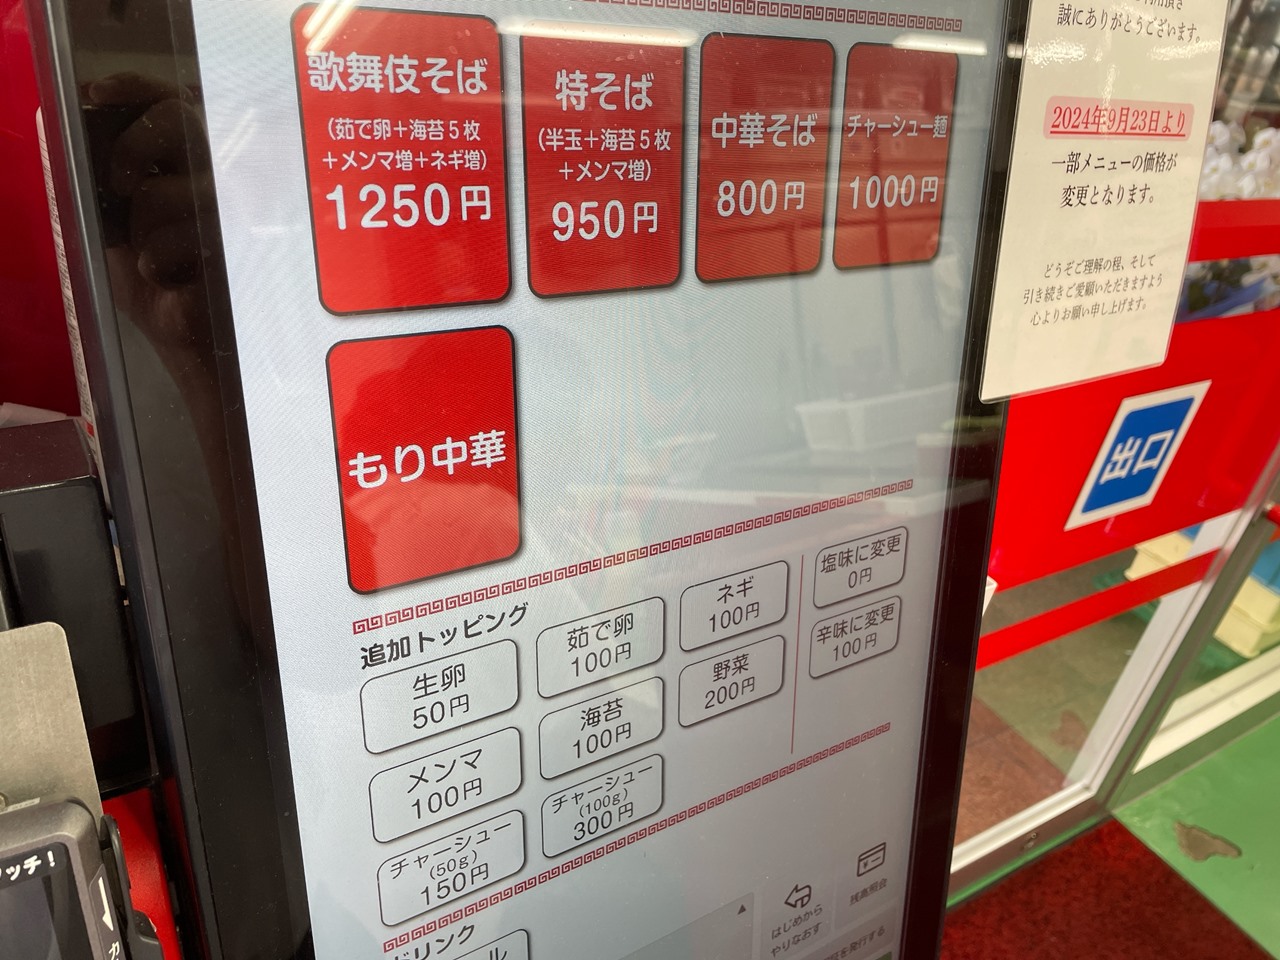 歌舞伎そば
(茹で卵＋海苔５枚
＋メンマ増＋ネギ増)
1250円
特そば
(半玉＋海苔５枚
＋メンマ増)
950円
中華そば
800円
チャーシュー麺
1000円
もり中華
追加トッピング
生卵
50円
茹で卵
100円
ネギ
100円
塩味に変更
0円
メンマ
100円
海苔
100円
野菜
200円
辛味に変更
100円
チャーシュー
(50g)
150円
チャーシュー
(100g)
300円
ドリンク
はじめから
やりなおす
残高照会
を発行する
誠にありがとうございます。
2024年9月23日より
一部メニューの価格が
変更となります。
どうぞご理解の程、そして
引き続きご愛顧いただきますよう
心よりお願い申し上げます。
出口
ッチ！